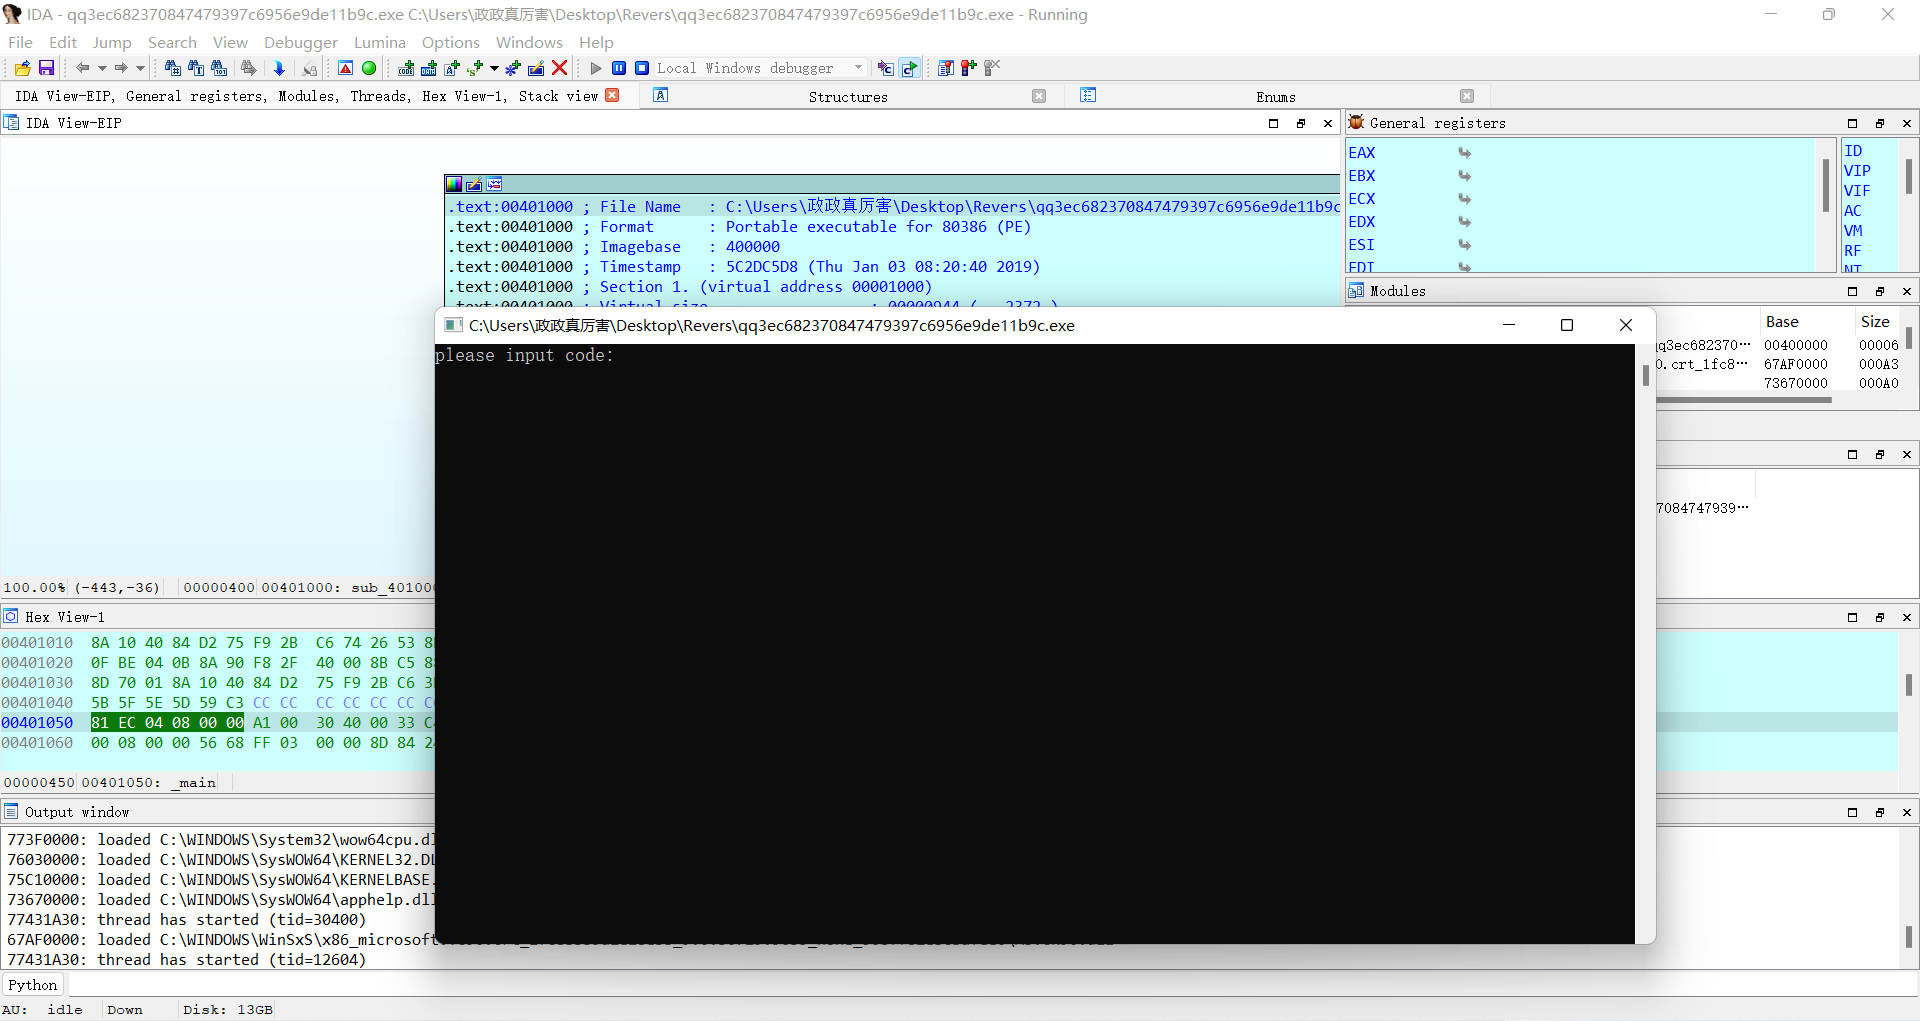 IDA - qq3ec682370847479397c6956e9de11b9c.exe C:\Users\政政真厉害\Desktop\Revers\qq3ec682370847479397c6956e9de11b9c.exe - Running
File Edit Jump Search View Debugger Lumina Options Windows Help
Local Windows debugger
IDA View-EIP, General registers, Modules, Threads, Hex View-1, Stack view Structures Enums
IDA View-EIP
.text:00401000 ; File Name : C:\Users\政政真厉害\Desktop\Revers\qq3ec682370847479397c6956e9de11b9c
.text:00401000 ; Format : Portable executable for 80386 (PE)
.text:00401000 ; Imagebase : 400000
.text:00401000 ; Timestamp : 5C2DC5D8 (Thu Jan 03 08:20:40 2019)
.text:00401000 ; Section 1. (virtual address 00001000)
.text:00401000 ; Virtual size : 00000944 ( 2372.)
100.00% (-443,-36) 00000400 00401000: sub_401000
General registers
EAX
EBX
ECX
EDX
ESI
EDI
ID
VIP
VIF
AC
VM
RF
NT
Modules
Base Size
qq3ec682370… 00400000 00006
0.crt_1fc8… 67AF0000 000A3
73670000 000A0
7084747939…
C:\Users\政政真厉害\Desktop\Revers\qq3ec682370847479397c6956e9de11b9c.exe
please input code:
Hex View-1
00401010 8A 10 40 84 D2 75 F9 2B C6 74 26 53
00401020 0F BE 04 0B 8A 90 F8 2F 40 00 8B C5
00401030 8D 70 01 8A 10 40 84 D2 75 F9 2B C6
00401040 5B 5F 5E 5D 59 C3 CC CC CC CC CC CC
00401050 81 EC 04 08 00 00 A1 00 30 40 00 33
00401060 00 08 00 00 56 68 FF 03 00 00 8D 84
00000450 00401050: _main
Output window
773F0000: loaded C:\WINDOWS\System32\wow64cpu.dl
76030000: loaded C:\WINDOWS\SysWOW64\KERNEL32.DL
75C10000: loaded C:\WINDOWS\SysWOW64\KERNELBASE.
73670000: loaded C:\WINDOWS\SysWOW64\apphelp.dll
77431A30: thread has started (tid=30400)
67AF0000: loaded C:\WINDOWS\WinSxS\x86_microsoft
77431A30: thread has started (tid=12604)
Python
AU: idle Down Disk: 13GB